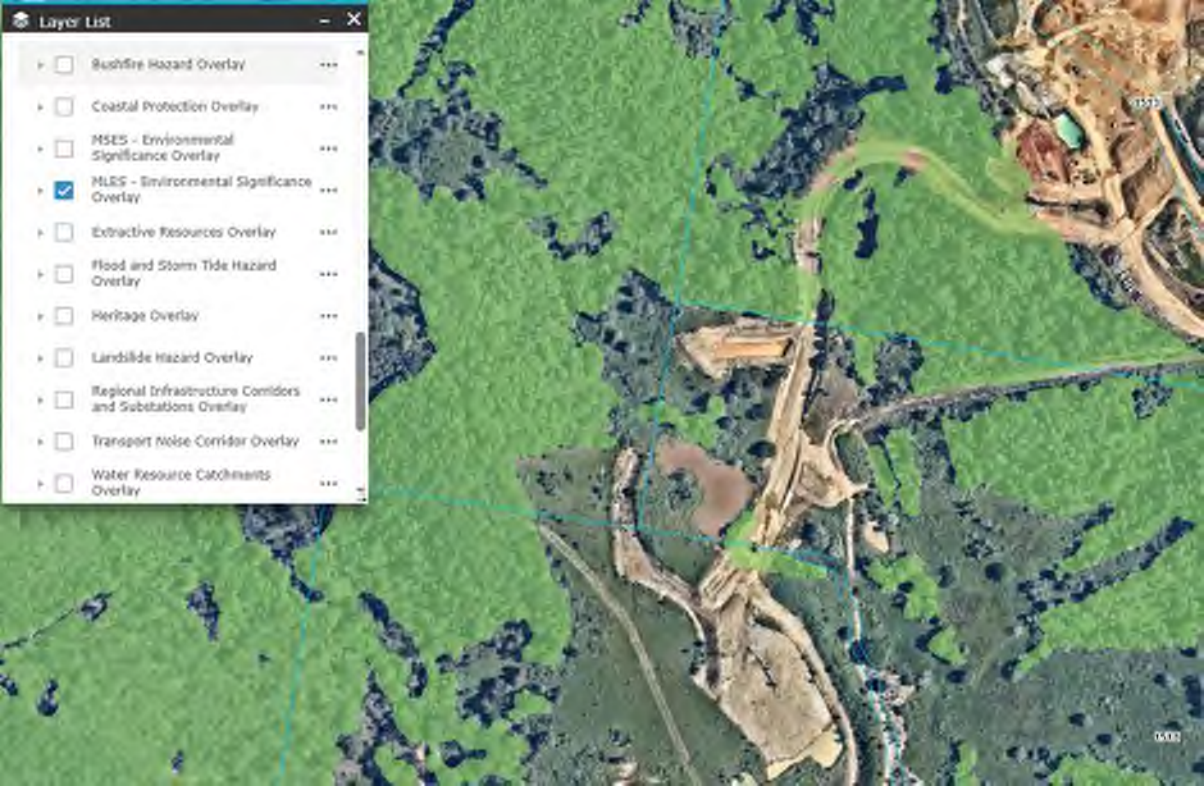 Layer List
Bushfire Hazard Overlay
Coastal Protection Overlay
MSES - Environmental
Significance Overlay
MLES - Environmental Significance
Overlay
Extractive Resources Overlay
Flood and Storm Tide Hazard
Overlay
Heritage Overlay
Landslide Hazard Overlay
Regional Infrastructure Corridors
and Substations Overlay
Transport Noise Corridor Overlay
Water Resource Catchments
Overlay